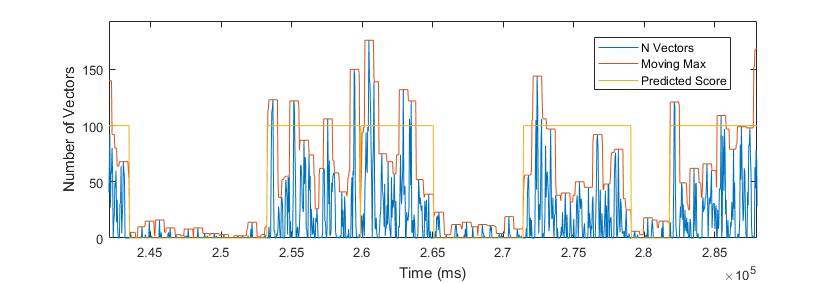 N Vectors
Moving Max
Predicted Score
Number of Vectors
150
100
50
0
2.45 2.5 2.55 2.6 2.65 2.7 2.75 2.8 2.85
Time (ms)
×10^5